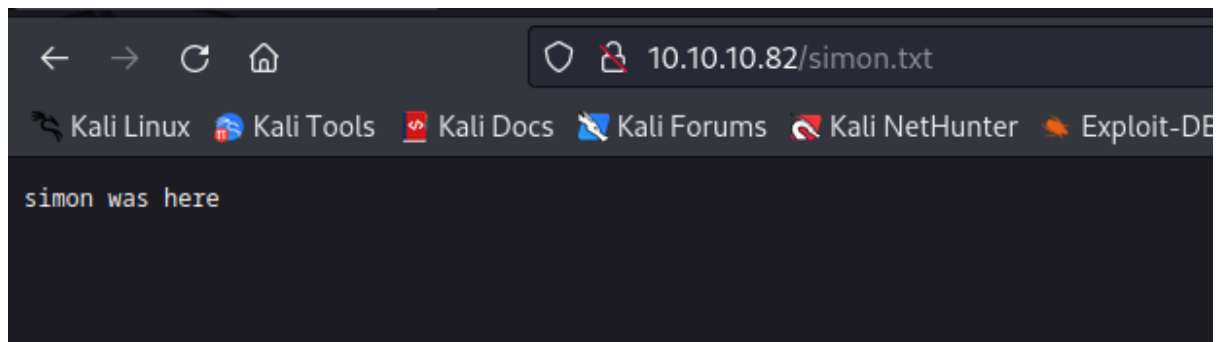 10.10.10.82/simon.txt
Kali Linux Kali Tools Kali Docs Kali Forums Kali NetHunter Exploit-DB
simon was here